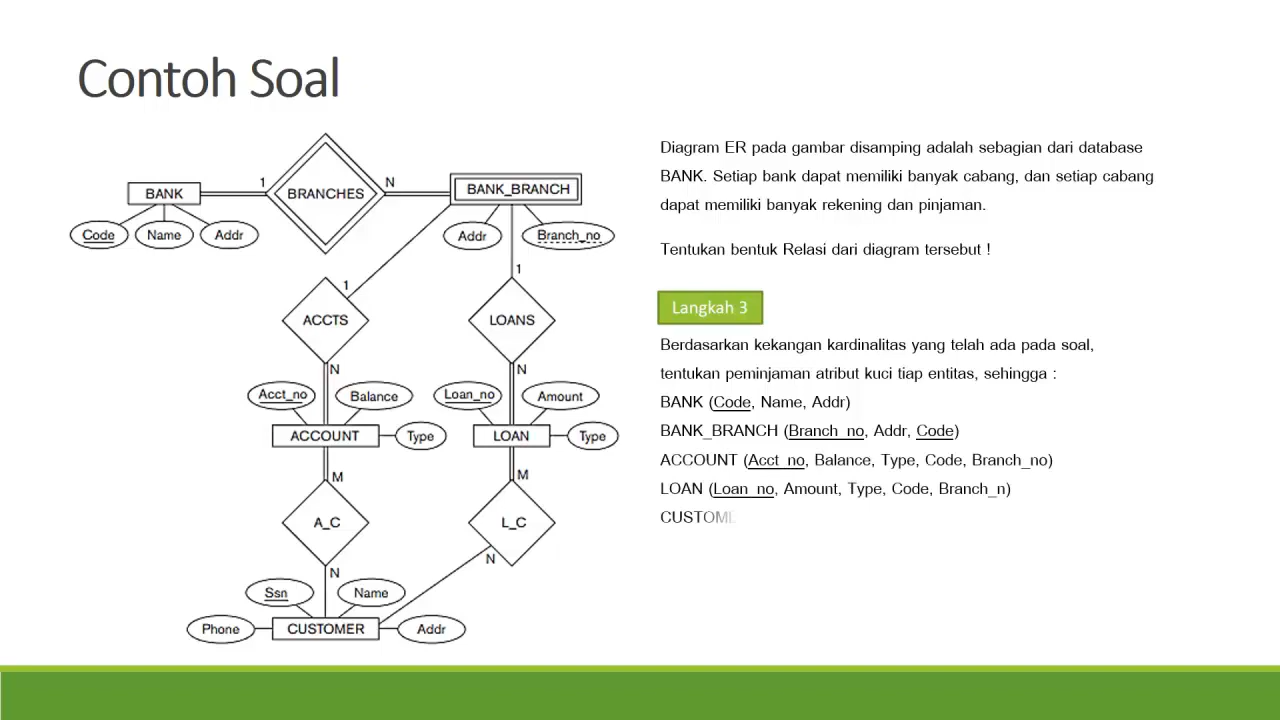 Contoh Soal
1
N
BANK
BRANCHES
BANK_BRANCH
Code
Name
Addr
Addr
Branch_no
1
1
ACCTS
LOANS
N
N
Acct_no
Balance
Loan_no
Amount
ACCOUNT
Type
LOAN
Type
M
M
A_C
L_C
N
N
Ssn
Name
Phone
CUSTOMER
Addr
Diagram ER pada gambar disamping adalah sebagian dari database
BANK. Setiap bank dapat memiliki banyak cabang, dan setiap cabang
dapat memiliki banyak rekening dan pinjaman.
Tentukan bentuk Relasi dari diagram tersebut !
Langkah 3
Berdasarkan kekangan kardinalitas yang telah ada pada soal,
tentukan peminjaman atribut kuci tiap entitas, sehingga :
BANK (Code, Name, Addr)
BANK_BRANCH (Branch_no, Addr, Code)
ACCOUNT (Acct_no, Balance, Type, Code, Branch_no)
LOAN (Loan_no, Amount, Type, Code, Branch_n)
CUSTOM